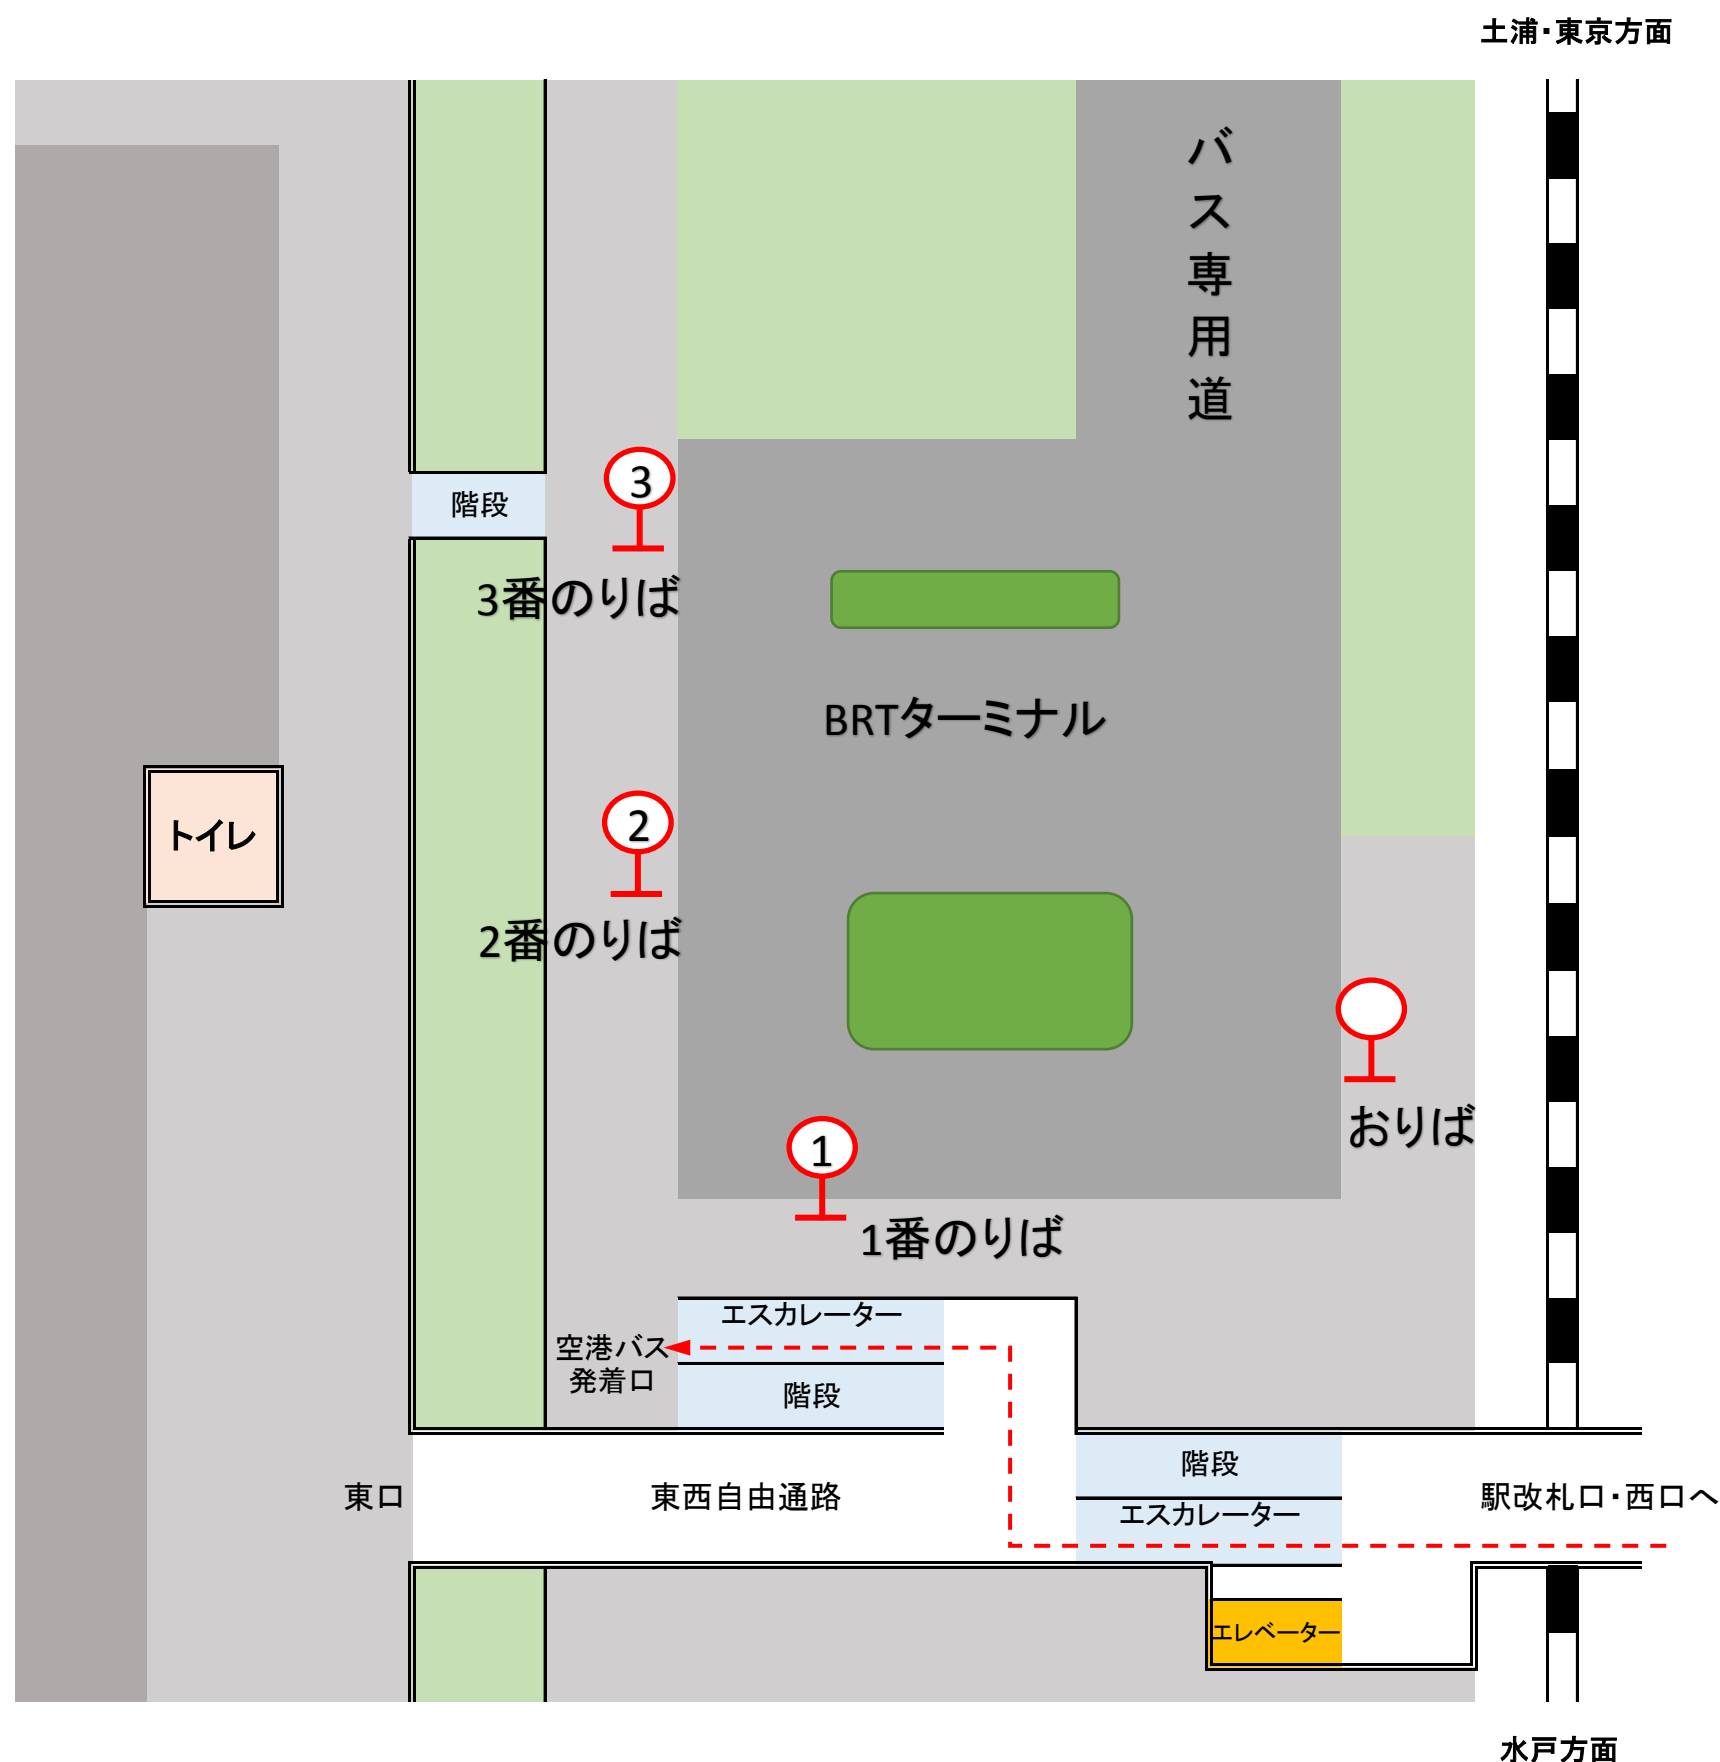 土浦・東京方面
バス専用道
3
階段
3番のりば
BRTターミナル
2
トイレ
2番のりば
おりば
1
1番のりば
エスカレーター
空港バス
発着口
階段
階段
東口
東西自由通路
駅改札口・西口へ
エスカレーター
エレベーター
水戸方面